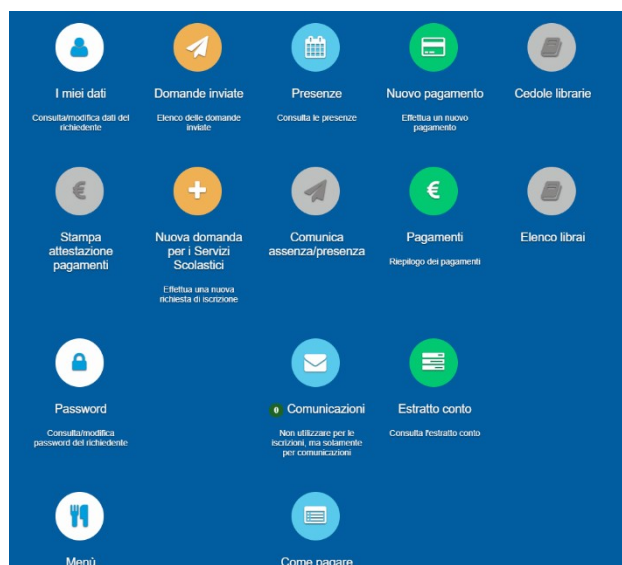 I miei dati
Consulta/modifica dati del
richiedente
Domande inviate
Elenco delle domande
inviate
Presenze
Consulta le presenze
Nuovo pagamento
Effettua un nuovo
pagamento
Cedole librarie
Stampa
attestazione
pagamenti
Nuova domanda
per i Servizi
Scolastici
Effettua una nuova
richiesta di iscrizione
Comunica
assenza/presenza
Pagamenti
Riepilogo dei pagamenti
Elenco librai
Password
Consulta/modifica
password del richiedente
0 Comunicazioni
Non utilizzare per le
iscrizioni, ma solamente
per comunicazioni
Estratto conto
Consulta l'estratto conto
Menù
Come pagare